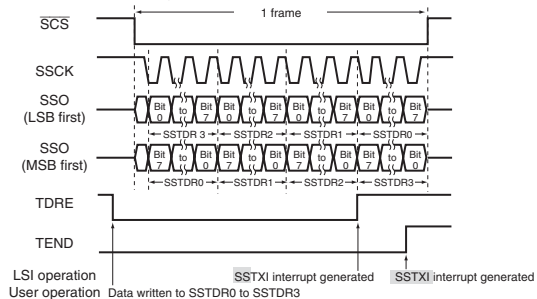 1 frame
SCS
SSCK
SSO
(LSB first)
Bit 0 to Bit 7 Bit 0 to Bit 7 Bit 0 to Bit 7 Bit 0 to Bit 7
SSTDR 3 SSTDR2 SSTDR1 SSTDR0
SSO
(MSB first)
Bit 7 to Bit 0 Bit 7 to Bit 0 Bit 7 to Bit 0 Bit 7 to Bit 0
SSTDR0 SSTDR1 SSTDR2 SSTDR3
TDRE
TEND
LSI operation SSTXI interrupt generated SSTXI interrupt generated
User operation Data written to SSTDR0 to SSTDR3